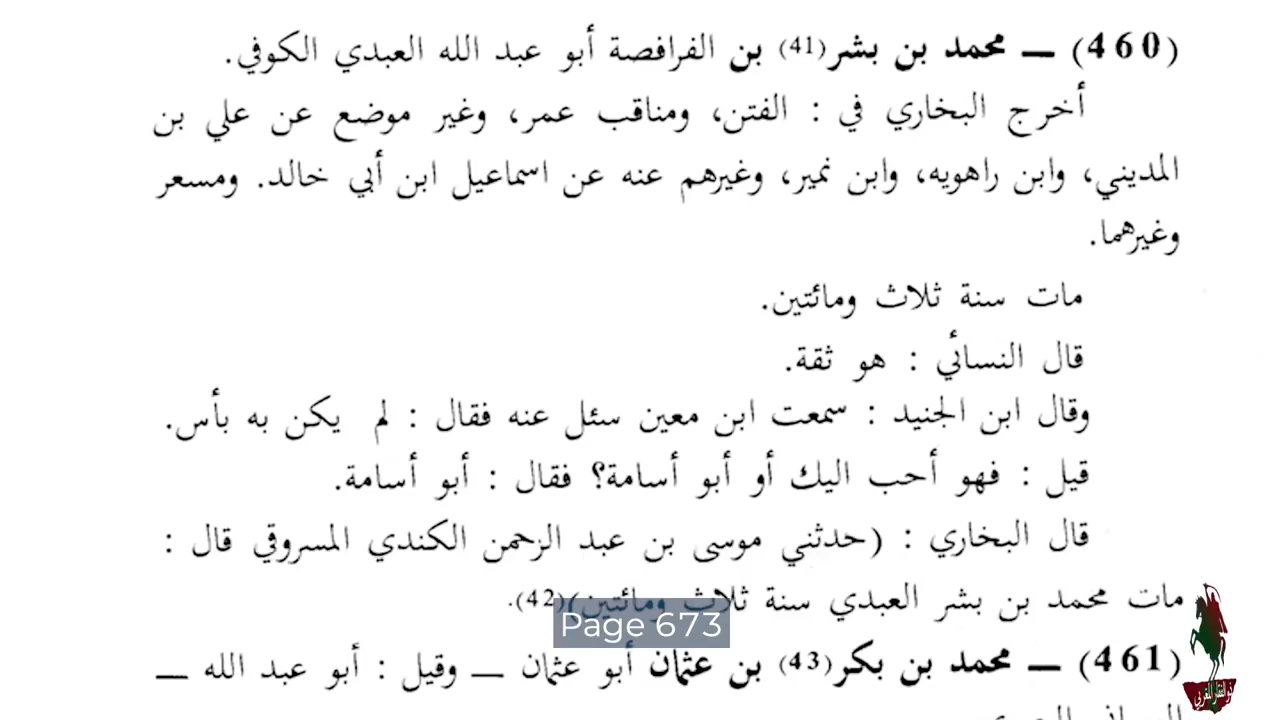 (460) — محمد بن بشر(41) بن الفرافصة أبو عبد الله العبدي الكوفي.
أخرج البخاري في : الفتن، ومناقب عمر، وغير موضع عن علي بن
المديني، وابن راهويه، وابن نمير، وغيرهم عنه عن اسماعيل ابن أبي خالد. ومسعر
وغيرهما.
مات سنة ثلاث ومائتين.
قال النسائي : هو ثقة.
وقال ابن الجنيد : سمعت ابن معين سئل عنه فقال : لم يكن به بأس.
قيل : فهو أحب اليك أو أبو أسامة؟ فقال : أبو أسامة.
قال البخاري : (حدثني موسى بن عبد الرحمن الكندي المسروقي قال :
مات محمد بن بشر العبدي سنة ثلاث ومائتين)(42).
Page 673
(461) — محمد بن بكر(43) بن عثمان أبو عثمان — وقيل : أبو عبد الله —